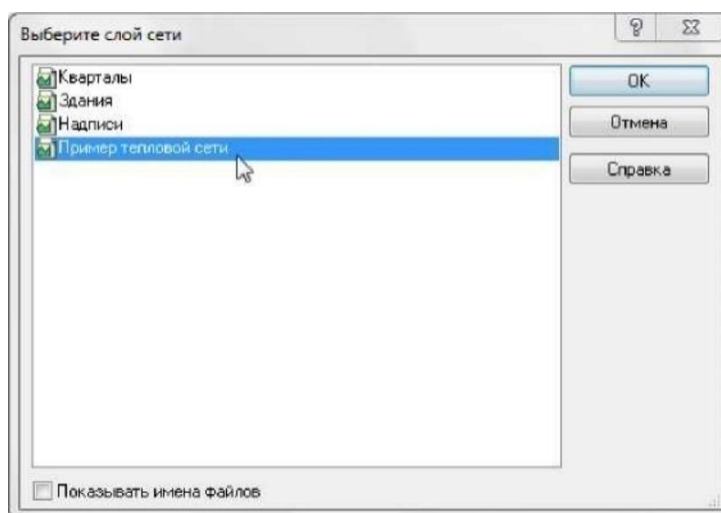 Выберите слой сети
Кварталы
Здания
Надписи
Пример тепловой сети
OK
Отмена
Справка
Показывать имена файлов